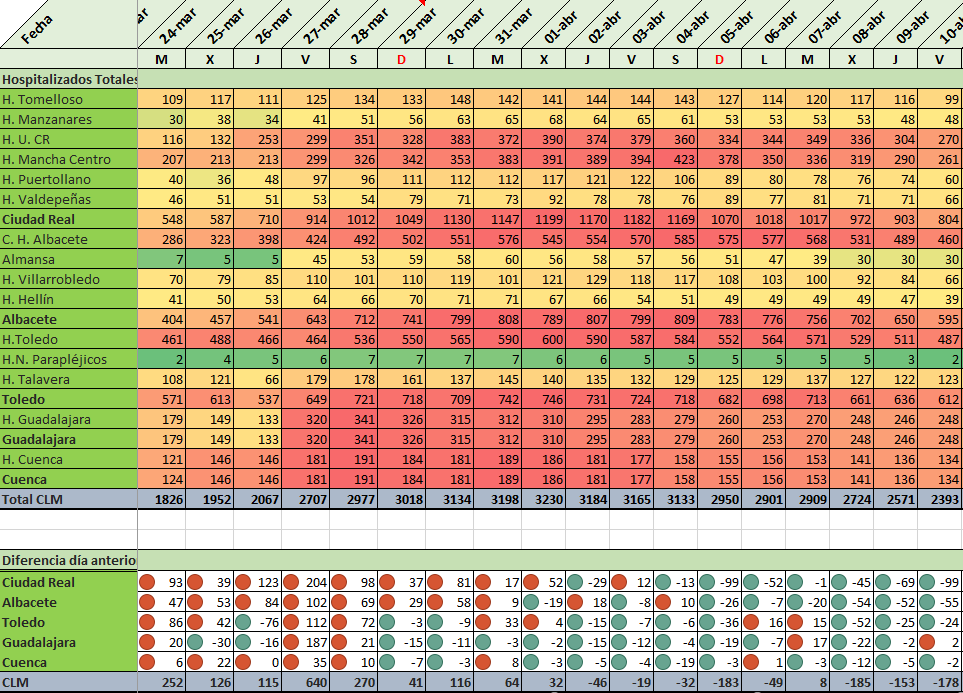 Fecha ar 24-mar 25-mar 26-mar 27-mar 28-mar 29-mar 30-mar 31-mar 01-abr 02-abr 03-abr 04-abr 05-abr 06-abr 07-abr 08-abr 09-abr 10-a
M X J V S D L M X J V S D L M X J V
Hospitalizados Totales
H. Tomelloso 109 117 111 125 134 133 148 142 141 144 144 143 127 114 120 117 116 99
H. Manzanares 30 38 34 41 51 56 63 65 68 64 65 61 53 53 53 53 48 48
H. U. CR 116 132 253 299 351 328 383 372 390 374 379 360 334 344 349 336 304 270
H. Mancha Centro 207 213 213 299 326 342 353 383 391 389 394 423 378 350 336 319 290 261
H. Puertollano 40 36 48 97 96 111 112 112 117 121 122 106 89 80 78 76 74 60
H. Valdepeñas 46 51 51 53 54 79 71 73 92 78 78 76 89 77 81 71 71 66
Ciudad Real 548 587 710 914 1012 1049 1130 1147 1199 1170 1182 1169 1070 1018 1017 972 903 804
C. H. Albacete 286 323 398 424 492 502 551 576 545 554 570 585 575 577 568 531 489 460
Almansa 7 5 5 45 53 59 58 60 56 58 57 56 51 47 39 30 30 30
H. Villarrobledo 70 79 85 110 101 110 119 101 121 129 118 117 108 103 100 92 84 66
H. Hellín 41 50 53 64 66 70 71 71 67 66 54 51 49 49 49 49 47 39
Albacete 404 457 541 643 712 741 799 808 789 807 799 809 783 776 756 702 650 595
H.Toledo 461 488 466 464 536 550 565 590 600 590 587 584 552 564 571 529 511 487
H.N. Parapléjicos 2 4 5 6 7 7 7 7 6 6 5 5 5 5 5 5 3 2
H. Talavera 108 121 66 179 178 161 137 145 140 135 132 129 125 129 137 127 122 123
Toledo 571 613 537 649 721 718 709 742 746 731 724 718 682 698 713 661 636 612
H. Guadalajara 179 149 133 320 341 326 315 312 310 295 283 279 260 253 270 248 246 248
Guadalajara 179 149 133 320 341 326 315 312 310 295 283 279 260 253 270 248 246 248
H. Cuenca 121 146 146 181 191 184 181 189 186 181 177 158 155 156 153 141 136 134
Cuenca 124 146 146 181 191 184 181 189 186 181 177 158 155 156 153 141 136 134
Total CLM 1826 1952 2067 2707 2977 3018 3134 3198 3230 3184 3165 3133 2950 2901 2909 2724 2571 2393
Diferencia día anterio
Ciudad Real 93 39 123 204 98 37 81 17 52 -29 12 -13 -99 -52 -1 -45 -69 -99
Albacete 47 53 84 102 69 29 58 9 -19 18 -8 10 -26 -7 -20 -54 -52 -55
Toledo 86 42 -76 112 72 -3 -9 33 4 -15 -7 -6 -36 16 15 -52 -25 -24
Guadalajara 20 -30 -16 187 21 -15 -11 -3 -2 -15 -12 -4 -19 -7 17 -22 -2 2
Cuenca 6 22 0 35 10 -7 -3 8 -3 -5 -4 -19 -3 1 -3 -12 -5 -2
CLM 252 126 115 640 270 41 116 64 32 -46 -19 -32 -183 -49 8 -185 -153 -178